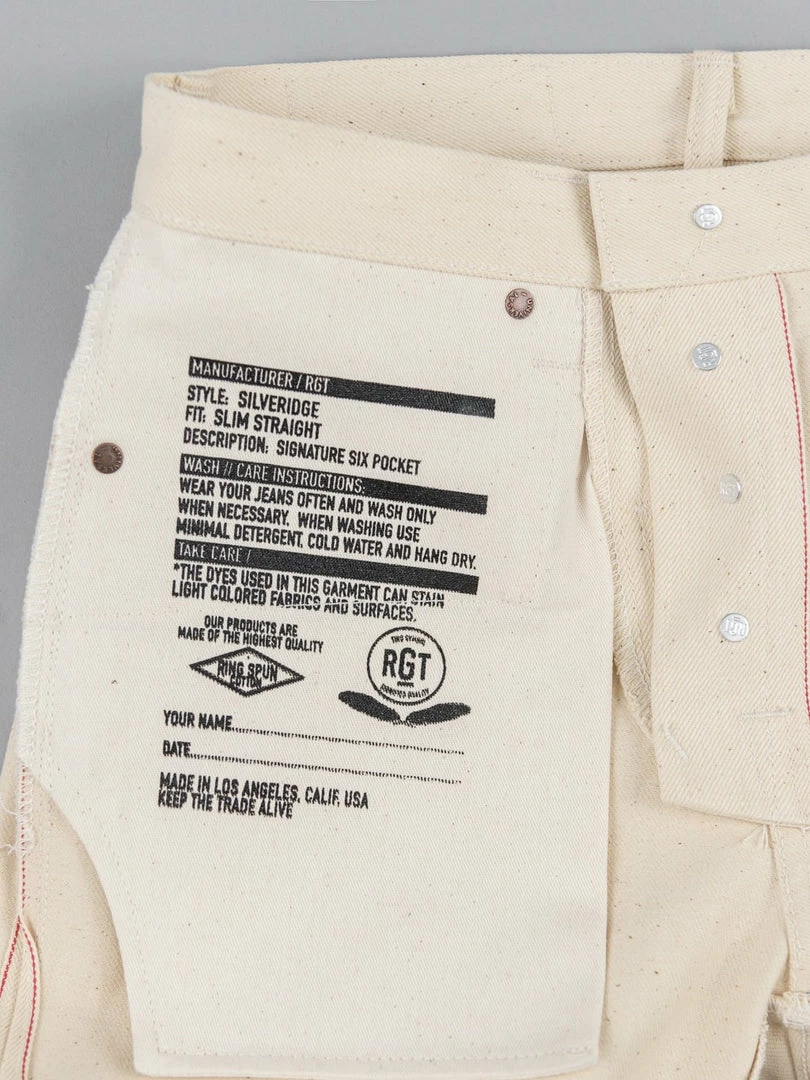 MANUFACTURER / RGT
STYLE: SILVERIDGE
FIT: SLIM STRAIGHT
DESCRIPTION: SIGNATURE SIX POCKET
WASH // CARE INSTRUCTIONS:
WEAR YOUR JEANS OFTEN AND WASH ONLY
WHEN NECESSARY. WHEN WASHING USE
MINIMAL DETERGENT, COLD WATER AND HANG DRY.
TAKE CARE /
*THE DYES USED IN THIS GARMENT CAN STAIN
LIGHT COLORED FABRICS AND SURFACES.
OUR PRODUCTS ARE
MADE OF THE HIGHEST QUALITY
RING SPUN
COTTON
RGT
YOUR NAME
DATE
MADE IN LOS ANGELES, CALIF, USA
KEEP THE TRADE ALIVE